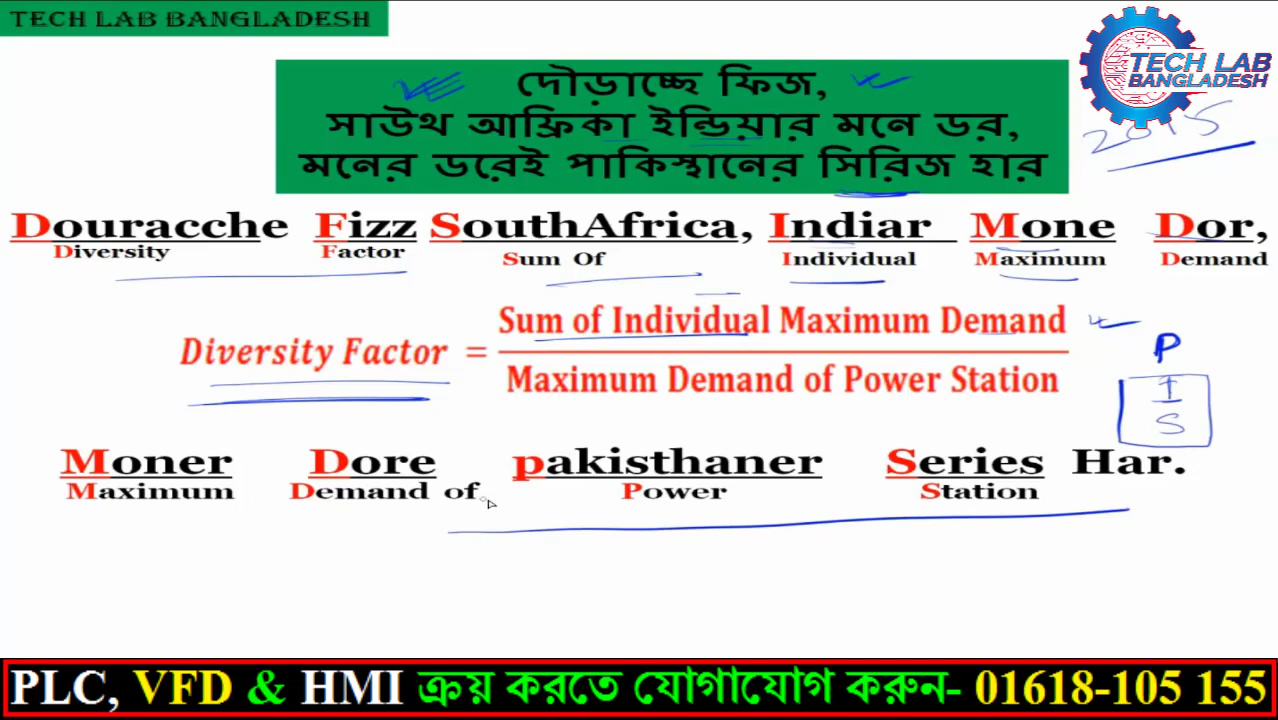 TECH LAB BANGLADESH
TECH LAB
BANGLADESH
দৌড়াচ্ছে ফিজ,
সাউথ আফ্রিকা ইন্ডিয়ার মনে ডর,
মনের ডরেই পাকিস্থানের সিরিজ হার
2015
Douracche Fizz SouthAfrica, Indiar Mone Dor,
Diversity Factor Sum Of Individual Maximum Demand
Diversity Factor = Sum of Individual Maximum Demand
Maximum Demand of Power Station
P
I
S
Moner Dore pakisthaner Series Har.
Maximum Demand of Power Station
PLC, VFD & HMI ক্রয় করতে যোগাযোগ করুন- 01618-105 155